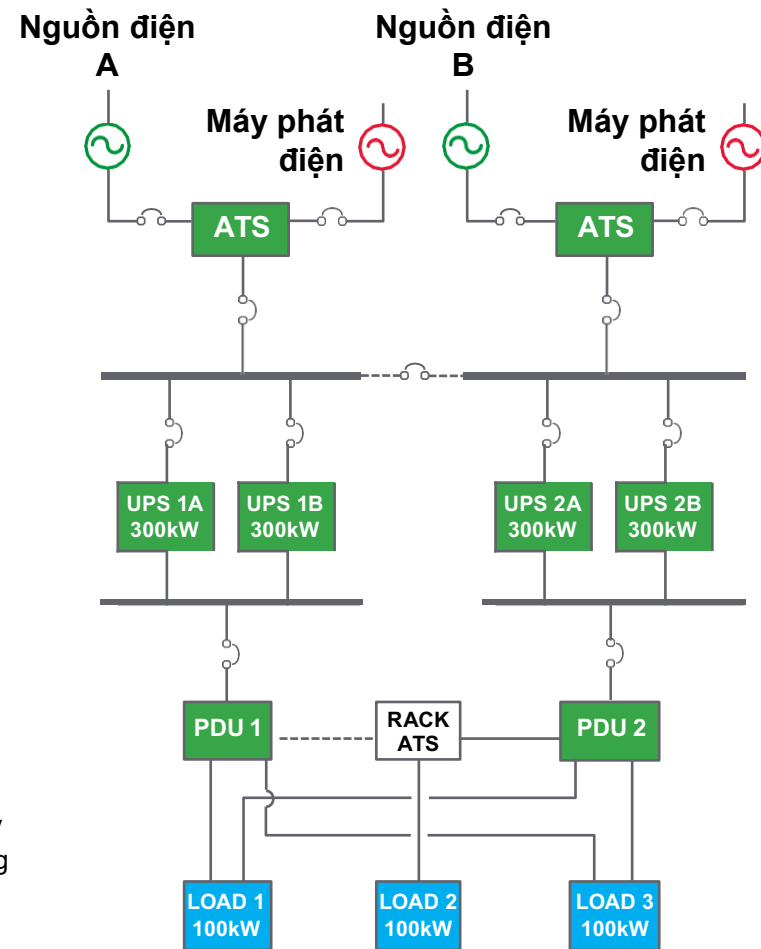 Nguồn điện
A
Nguồn điện
B
Máy phát
điện
Máy phát
điện
ATS
ATS
UPS 1A
300kW
UPS 1B
300kW
UPS 2A
300kW
UPS 2B
300kW
PDU 1
RACK
ATS
PDU 2
g
LOAD 1
100kW
LOAD 2
100kW
LOAD 3
100kW